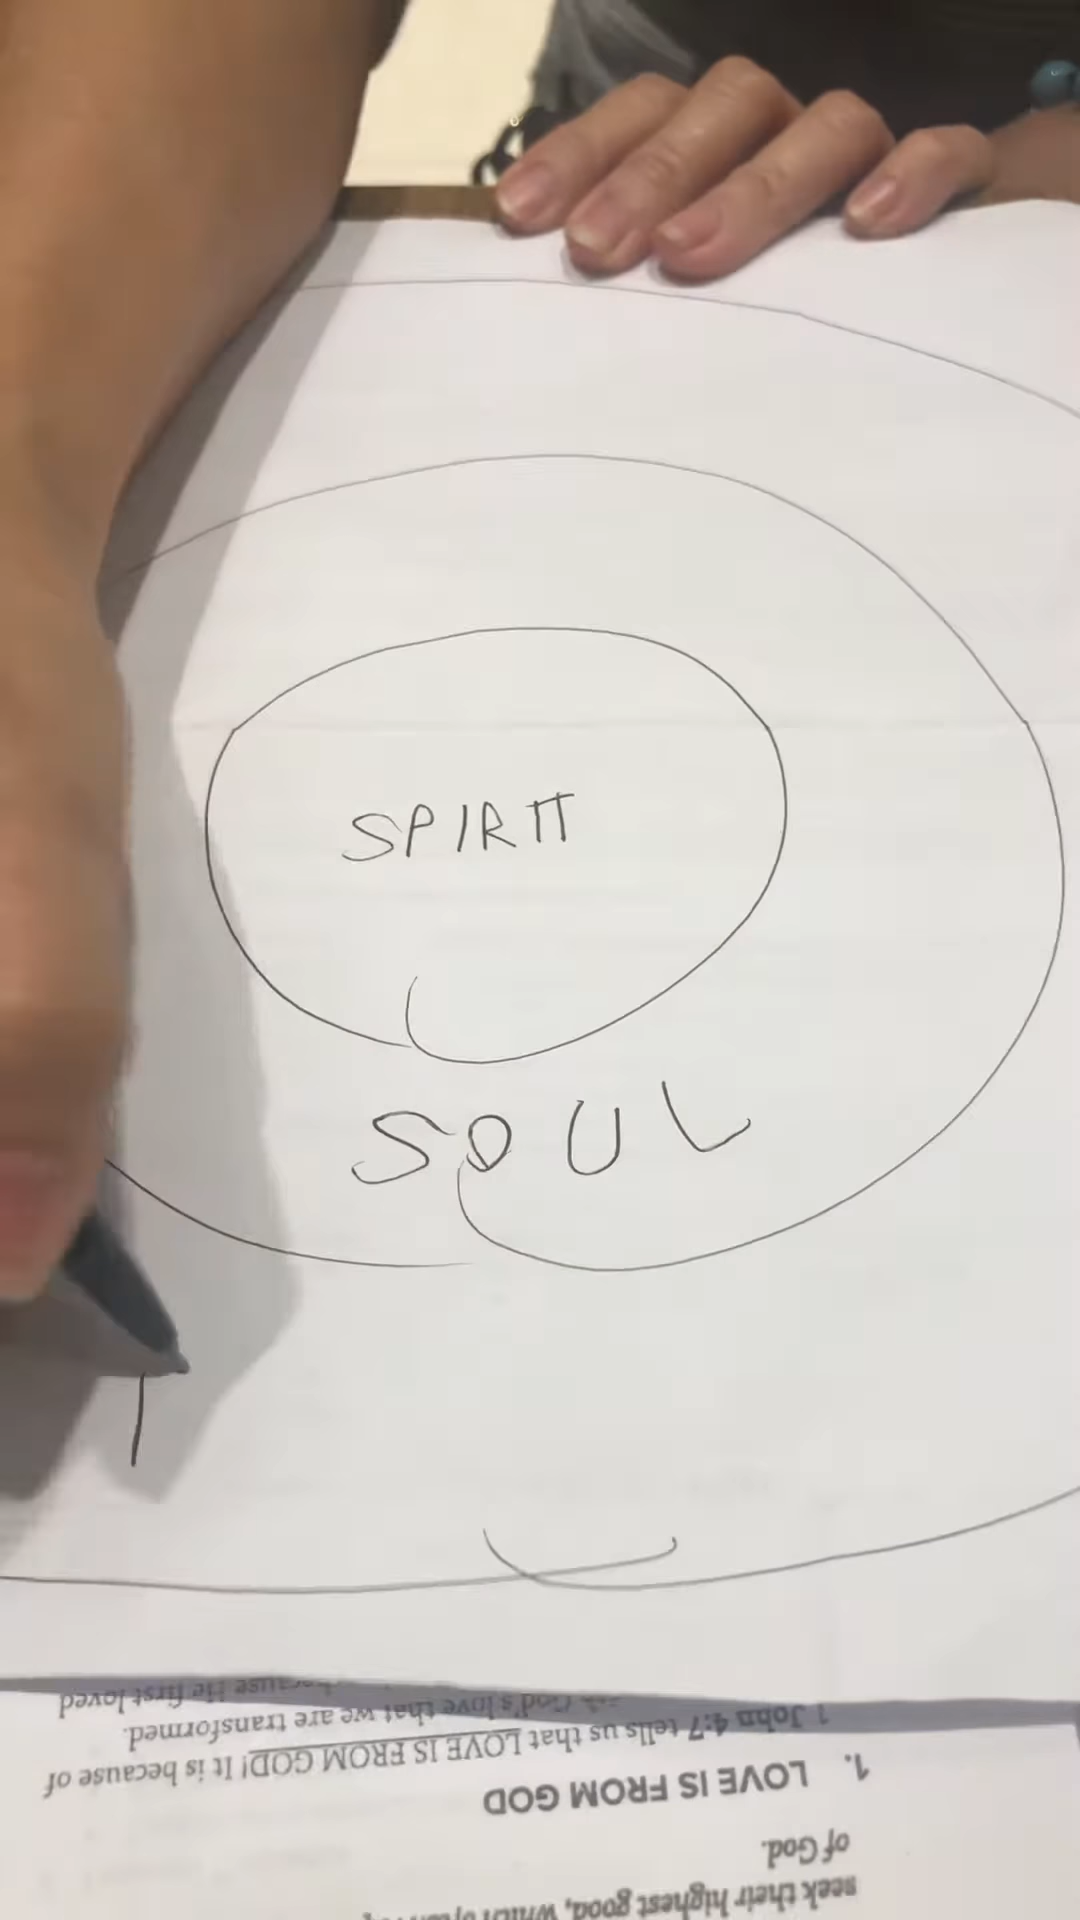 SPIRIT
SOUL
seek their highest good, which
of God.
1. LOVE IS FROM GOD
1 John 4:7 tells us that LOVE IS FROM GOD! It is because of
God's love that we are transformed.
because He first loved